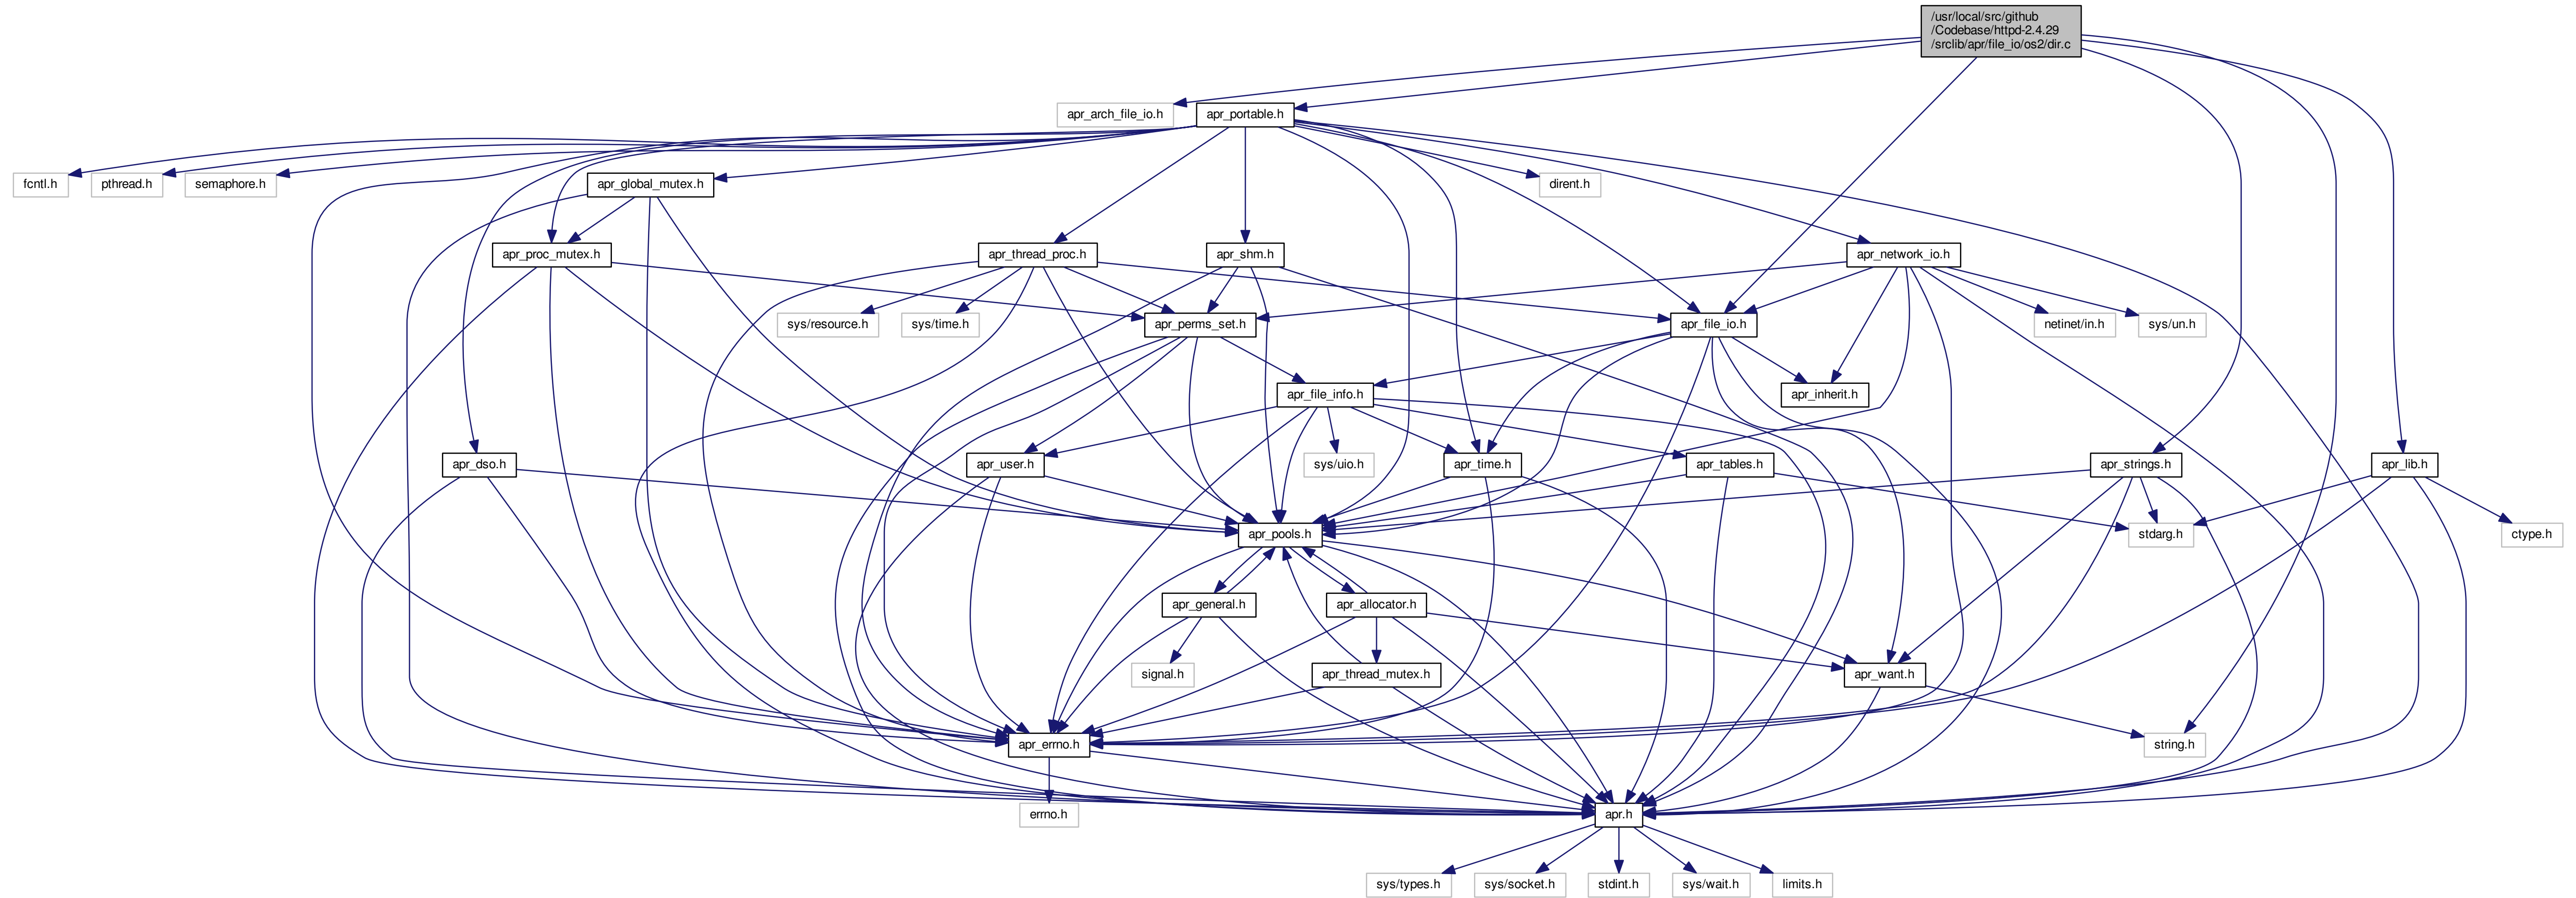 /usr/local/src/github
/Codebase/httpd-2.4.29
/srclib/apr/file_io/os2/dir.c
apr_arch_file_io.h
apr_portable.h
fcntl.h
pthread.h
semaphore.h
apr_global_mutex.h
dirent.h
apr_proc_mutex.h
apr_thread_proc.h
apr_shm.h
apr_network_io.h
sys/resource.h
sys/time.h
apr_perms_set.h
apr_file_io.h
netinet/in.h
sys/un.h
apr_file_info.h
apr_inherit.h
apr_dso.h
apr_user.h
sys/uio.h
apr_time.h
apr_tables.h
apr_strings.h
apr_lib.h
apr_pools.h
stdarg.h
ctype.h
apr_general.h
apr_allocator.h
signal.h
apr_thread_mutex.h
apr_want.h
apr_errno.h
string.h
errno.h
apr.h
sys/types.h
sys/socket.h
stdint.h
sys/wait.h
limits.h